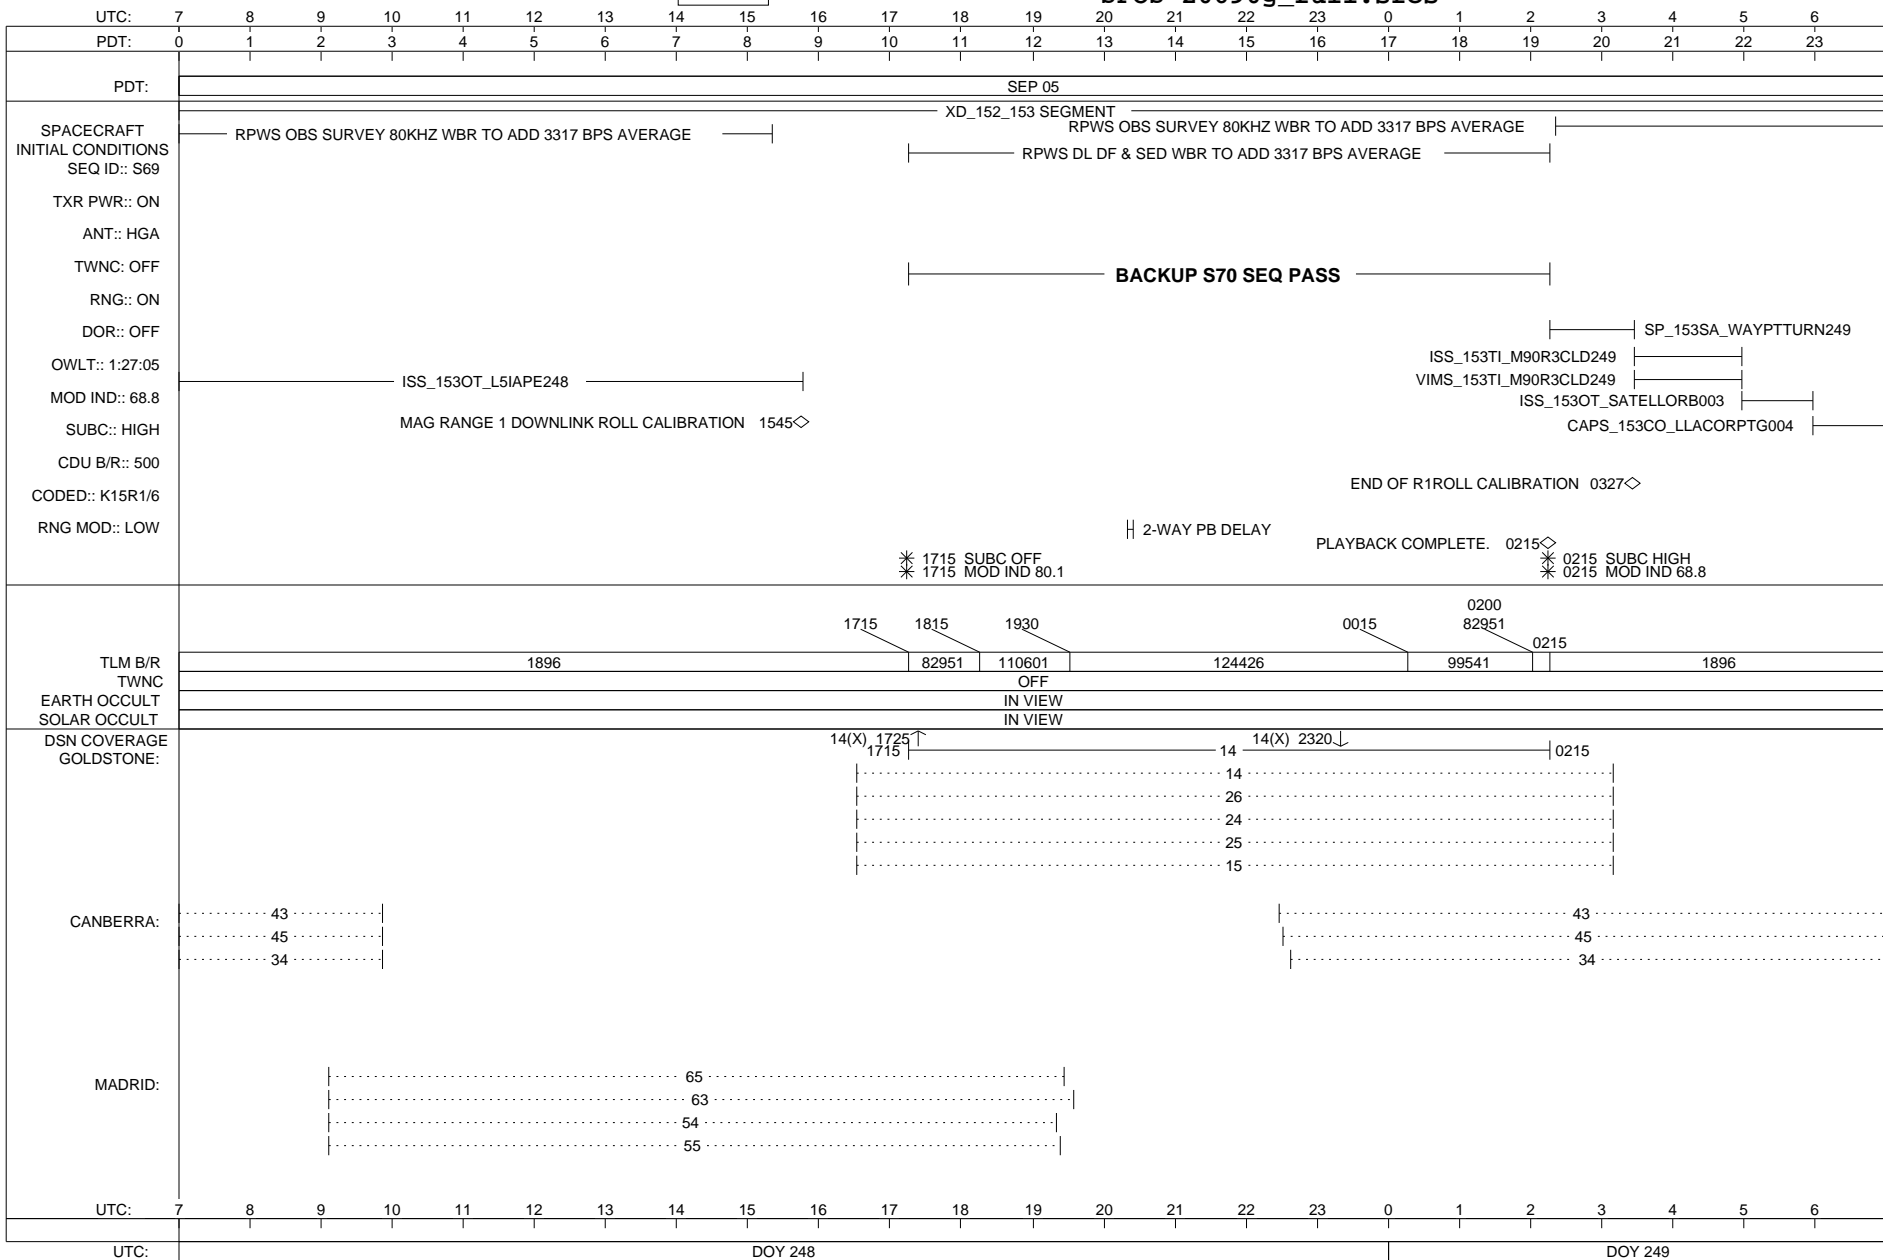 UTC: 7 8 9 10 11 12 13 14 15 16 17 18 19 20 21 22 23 0 1 2 3 4 5 6
PDT: 0 1 2 3 4 5 6 7 8 9 10 11 12 13 14 15 16 17 18 19 20 21 22 23
PDT: SEP 05
XD_152_153 SEGMENT
SPACECRAFT
INITIAL CONDITIONS
SEQ ID:: S69
RPWS OBS SURVEY 80KHZ WBR TO ADD 3317 BPS AVERAGE
RPWS OBS SURVEY 80KHZ WBR TO ADD 3317 BPS AVERAGE
RPWS DL DF & SED WBR TO ADD 3317 BPS AVERAGE
TXR PWR:: ON
ANT:: HGA
TWNC: OFF
BACKUP S70 SEQ PASS
RNG:: ON
DOR:: OFF
SP_153SA_WAYPTTURN249
OWLT:: 1:27:05
ISS_153TI_M90R3CLD249
ISS_153OT_L5IAPE248
VIMS_153TI_M90R3CLD249
MOD IND:: 68.8
ISS_153OT_SATELLORB003
MAG RANGE 1 DOWNLINK ROLL CALIBRATION 1545
SUBC:: HIGH
CAPS_153CO_LLACORPTG004
CDU B/R:: 500
END OF R1ROLL CALIBRATION 0327
CODED:: K15R1/6
RNG MOD:: LOW
2-WAY PB DELAY
PLAYBACK COMPLETE. 0215
1715 SUBC OFF
0215 SUBC HIGH
1715 MOD IND 80.1
0215 MOD IND 68.8
0200
1715 1815 1930 0015 82951
0215
TLM B/R 1896 82951 110601 124426 99541 1896
TWNC OFF
EARTH OCCULT IN VIEW
SOLAR OCCULT IN VIEW
DSN COVERAGE 14(X) 1725 14(X) 2320
GOLDSTONE: 1715 14 0215
14
26
24
25
15
CANBERRA: 43 43
45 45
34 34
MADRID: 65
63
54
55
UTC: 7 8 9 10 11 12 13 14 15 16 17 18 19 20 21 22 23 0 1 2 3 4 5 6
UTC: DOY 248 DOY 249